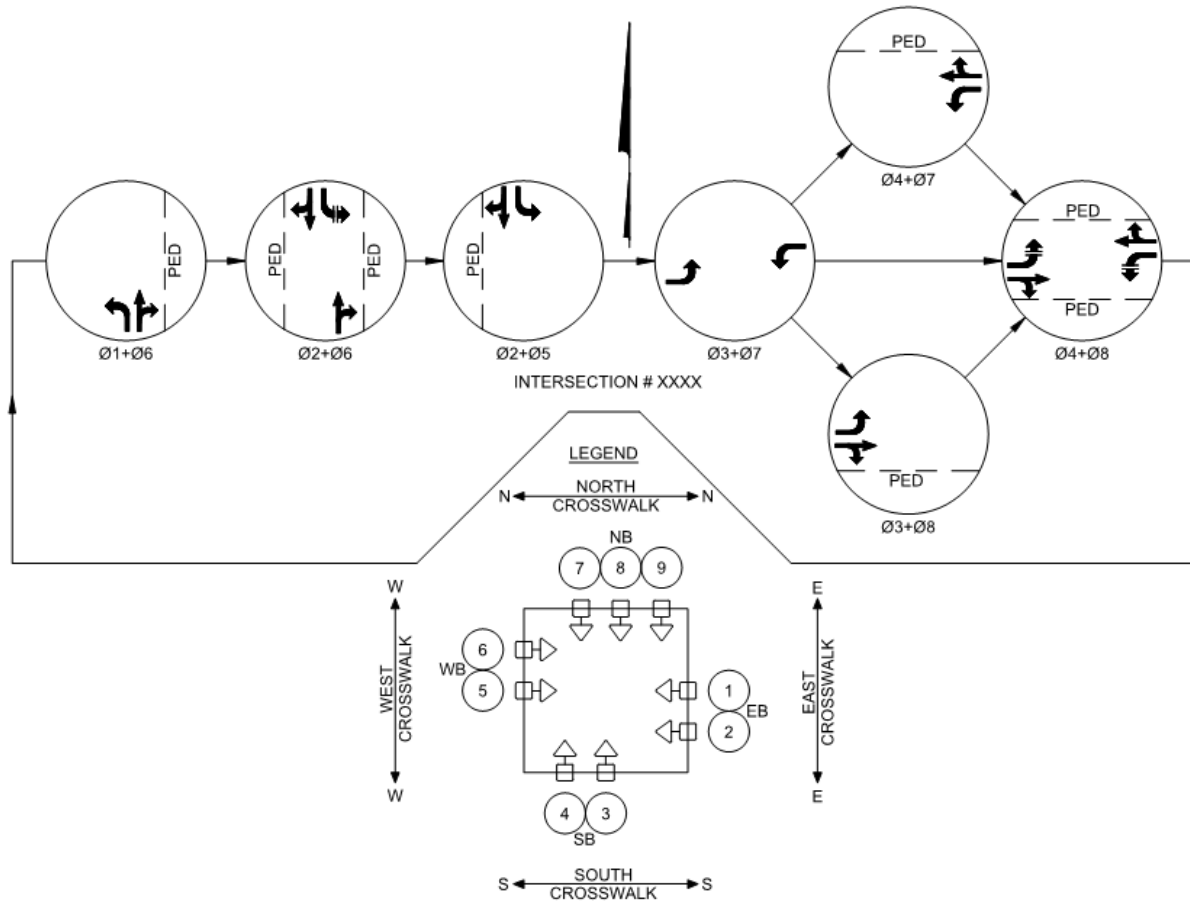 PED
Ø4+Ø7
PED
Ø1+Ø6
PED
PED
Ø2+Ø6
PED
Ø2+Ø5
Ø3+Ø7
PED
PED
Ø4+Ø8
PED
Ø3+Ø8
INTERSECTION # XXXX
LEGEND
N NORTH N
CROSSWALK
NB
7 8 9
W
WEST
CROSSWALK
W
6
WB
5
1
EB
2
E
EAST
CROSSWALK
E
4 3
SB
S SOUTH S
CROSSWALK